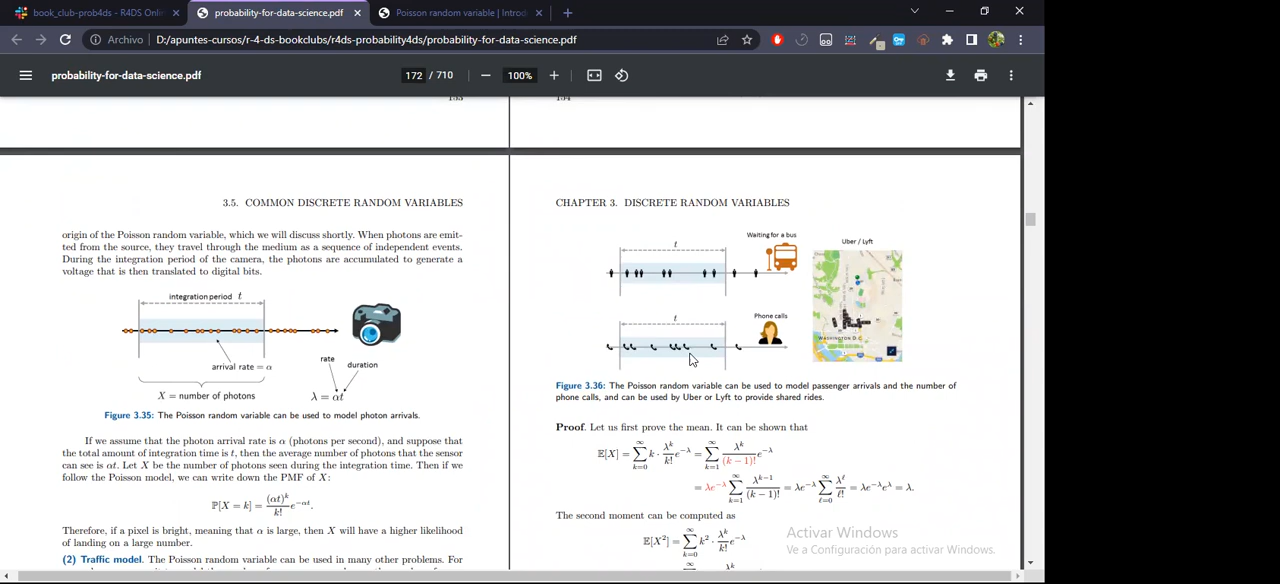 book_club-prob4ds - R4DS Onlin
probability-for-data-science.pdf
Poisson random variable | Introd
Archivo
D:/apuntes-cursos/r-4-ds-bookclubs/r4ds-probability4ds/probability-for-data-science.pdf
probability-for-data-science.pdf
172 / 710
100%
153
154
3.5. COMMON DISCRETE RANDOM VARIABLES
origin of the Poisson random variable, which we will discuss shortly. When photons are emit-
ted from the source, they travel through the medium as a sequence of independent events.
During the integration period of the camera, the photons are accumulated to generate a
voltage that is then translated to digital bits.
integration period t
arrival rate = α
rate
duration
X = number of photons
λ = αt
Figure 3.35: The Poisson random variable can be used to model photon arrivals.
If we assume that the photon arrival rate is α (photons per second), and suppose that
the total amount of integration time is t, then the average number of photons that the sensor
can see is αt. Let X be the number of photons seen during the integration time. Then if we
follow the Poisson model, we can write down the PMF of X:
ℙ[X = k] = (αt)^k / k! e^{-αt}.
Therefore, if a pixel is bright, meaning that α is large, then X will have a higher likelihood
of landing on a large number.
(2) Traffic model. The Poisson random variable can be used in many other problems. For
CHAPTER 3. DISCRETE RANDOM VARIABLES
t
Waiting for a bus
Uber / Lyft
t
Phone calls
WASHINGTON D.C.
Figure 3.36: The Poisson random variable can be used to model passenger arrivals and the number of
phone calls, and can be used by Uber or Lyft to provide shared rides.
Proof. Let us first prove the mean. It can be shown that
𝔼[X] = ∑_{k=0}^{∞} k · λ^k / k! e^{-λ} = ∑_{k=1}^{∞} λ^k / (k − 1)! e^{-λ}
= λe^{-λ} ∑_{k=1}^{∞} λ^{k-1} / (k − 1)! = λe^{-λ} ∑_{ℓ=0}^{∞} λ^ℓ / ℓ! = λe^{-λ}e^{λ} = λ.
The second moment can be computed as
𝔼[X²] = ∑_{k=0}^{∞} k² · λ^k / k! e^{-λ}
Activar Windows
Ve a Configuración para activar Windows.